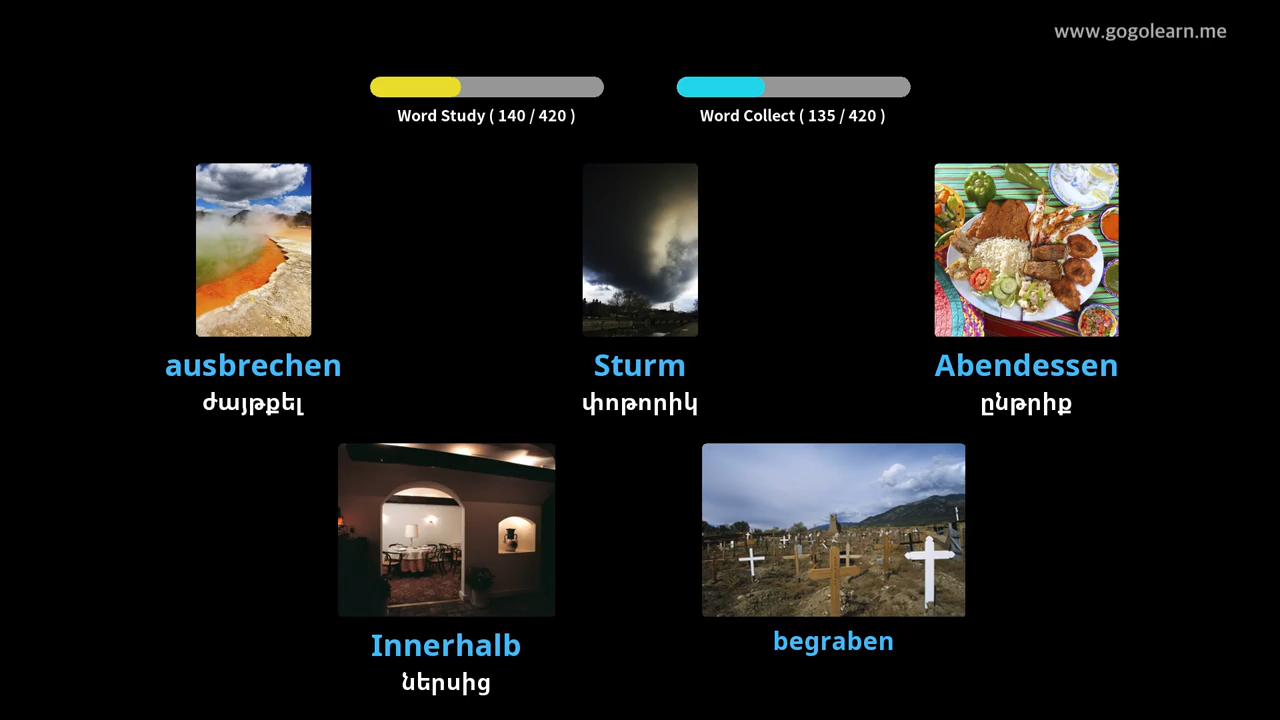 www.gogolearn.me
Word Study ( 140 / 420 )
Word Collect ( 135 / 420 )
ausbrechen
ժայթքել
Sturm
փոթորիկ
Abendessen
ընթրիք
Innerhalb
ներսից
begraben